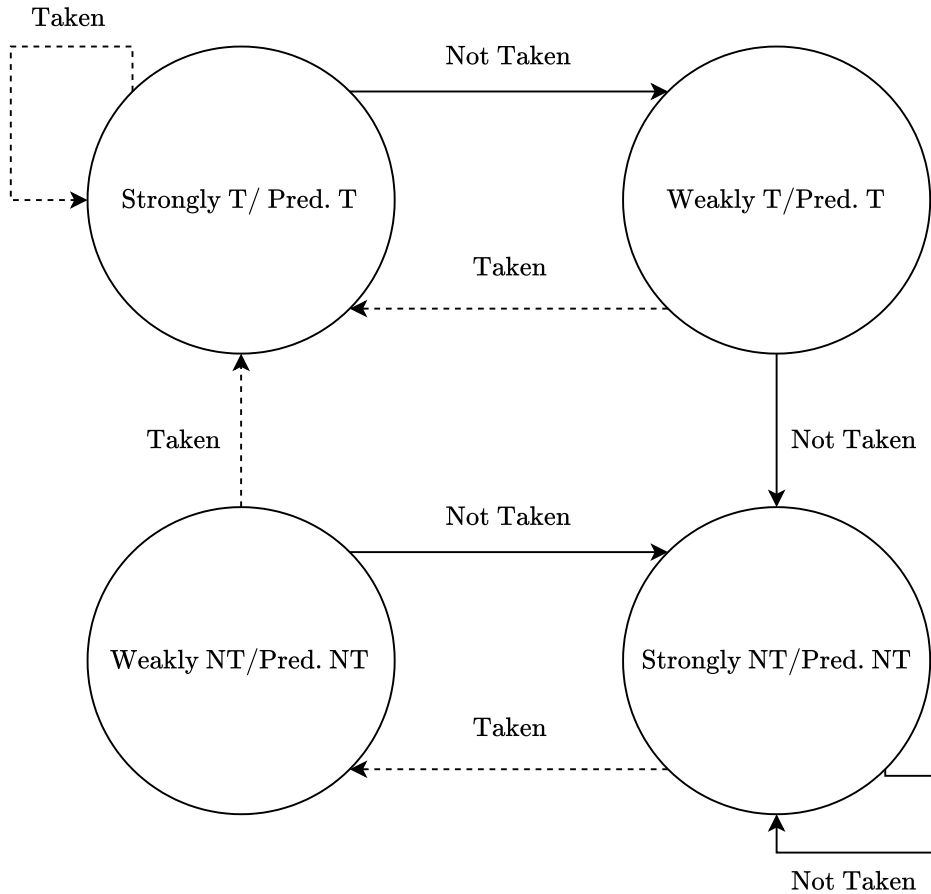 Taken
Not Taken
Strongly T/ Pred. T
Weakly T/Pred. T
Taken
Taken
Not Taken
Not Taken
Weakly NT/Pred. NT
Strongly NT/Pred. NT
Taken
Not Taken